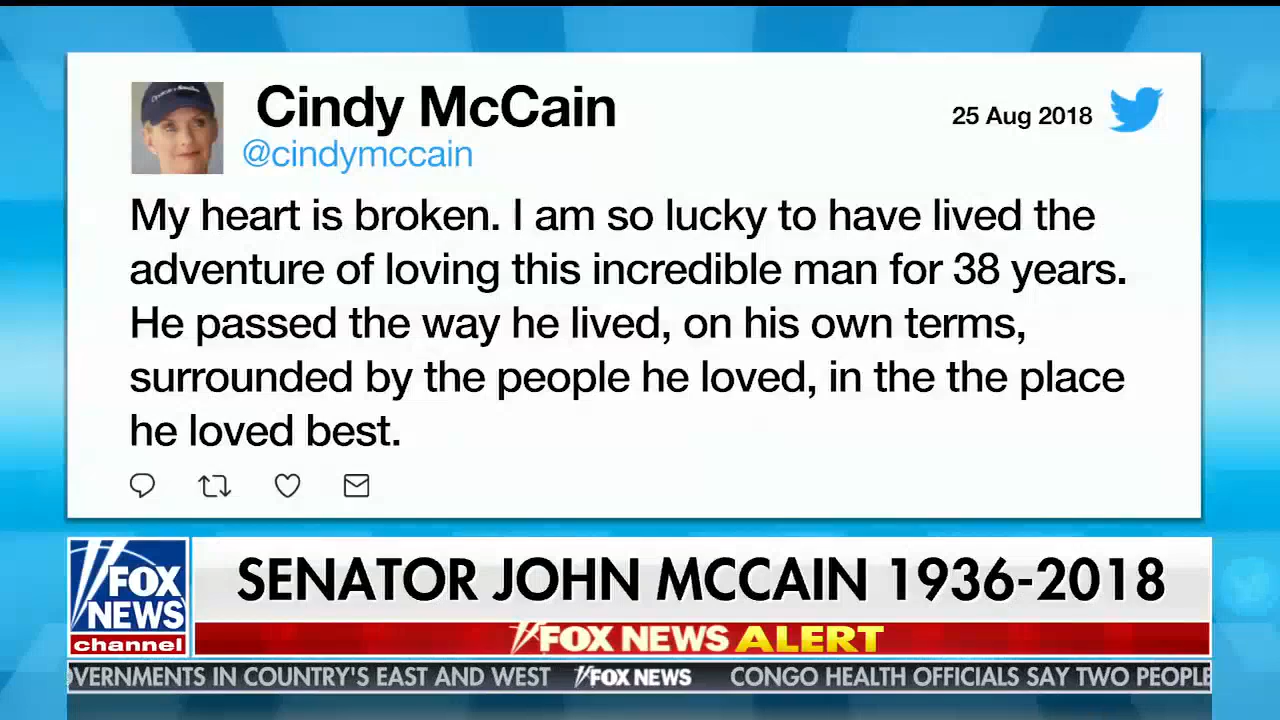 Cindy McCain
25 Aug 2018
@cindymccain
My heart is broken. I am so lucky to have lived the
adventure of loving this incredible man for 38 years.
He passed the way he lived, on his own terms,
surrounded by the people he loved, in the the place
he loved best.
FOX
NEWS
channel
SENATOR JOHN MCCAIN 1936-2018
FOX NEWS ALERT
OVERNMENTS IN COUNTRY'S EAST AND WEST FOX NEWS CONGO HEALTH OFFICIALS SAY TWO PEOPLE